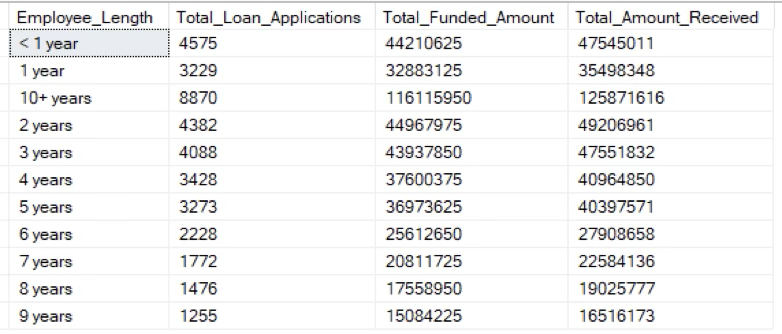 Employee_Length Total_Loan_Applications Total_Funded_Amount Total_Amount_Received
< 1 year 4575 44210625 47545011
1 year 3229 32883125 35498348
10+ years 8870 116115950 125871616
2 years 4382 44967975 49206961
3 years 4088 43937850 47551832
4 years 3428 37600375 40964850
5 years 3273 36973625 40397571
6 years 2228 25612650 27908658
7 years 1772 20811725 22584136
8 years 1476 17558950 19025777
9 years 1255 15084225 16516173